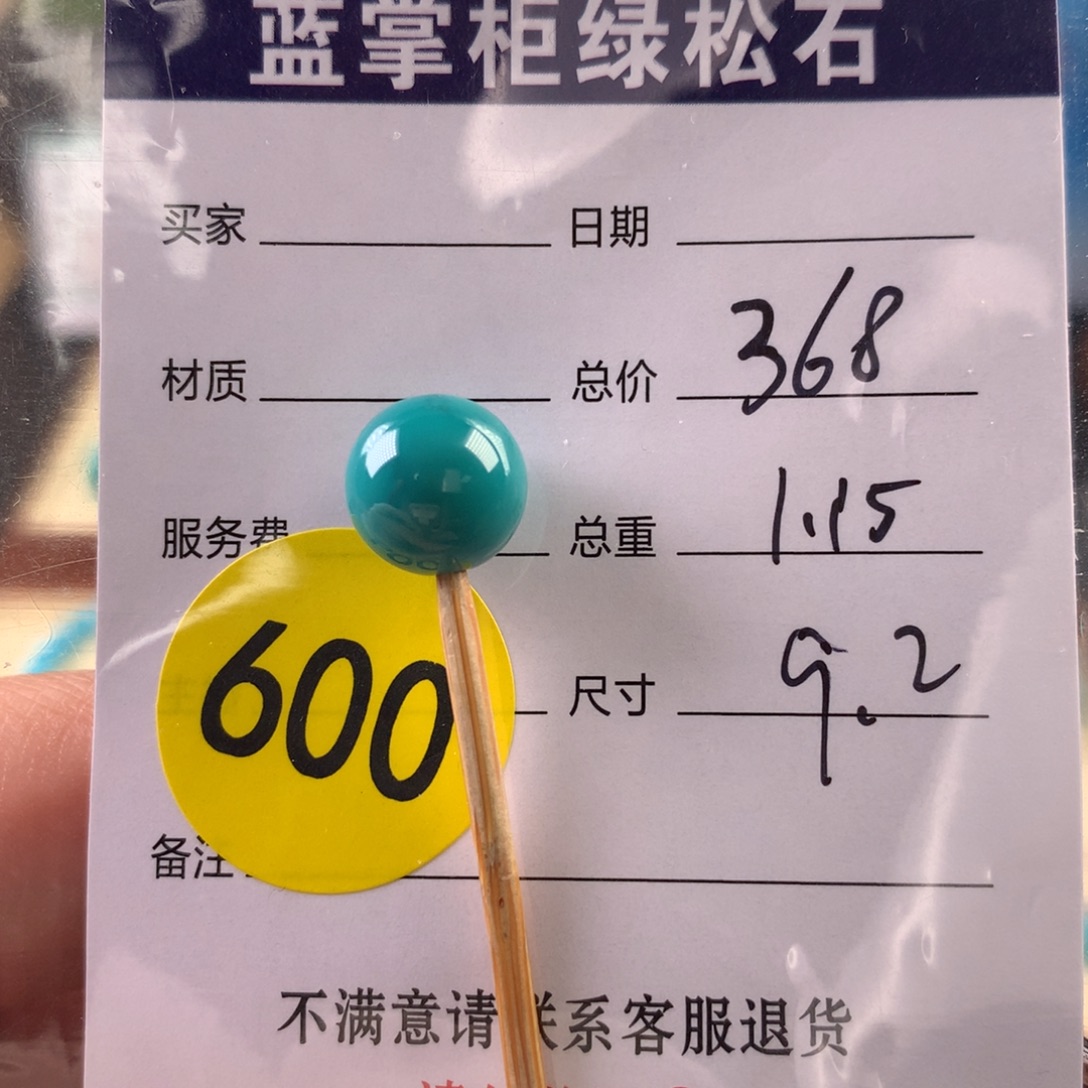 蓝掌柜绿松石
买家 日期
材质 总价 368
服务费 总重 1.15
600
尺寸 9.2
备注
不满意请联系客服退货